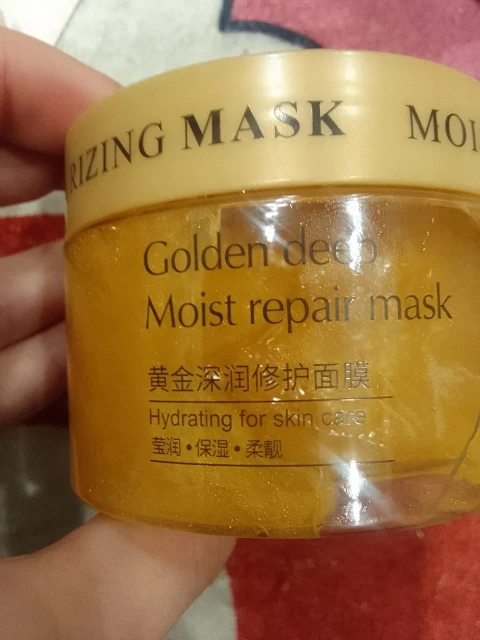 RIZING MASK MOI
Golden deep
Moist repair mask
黄金深润修护面膜
Hydrating for skin care
莹润•保湿•柔靓